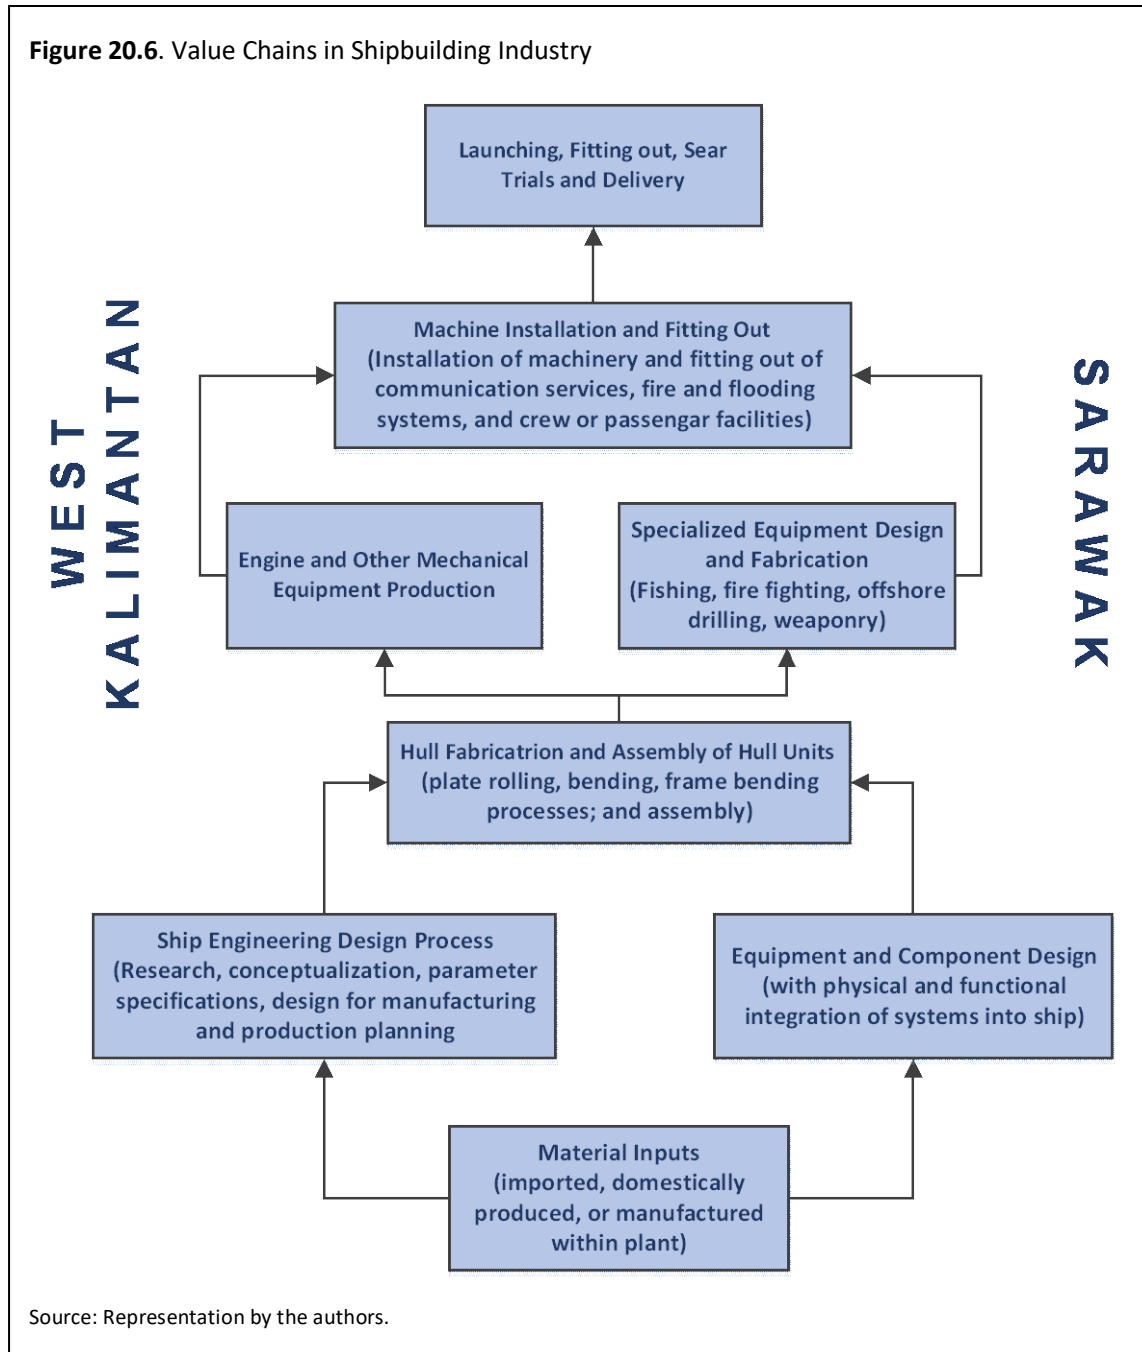 Figure 20.6. Value Chains in Shipbuilding Industry
Launching, Fitting out, Sear
Trials and Delivery
Machine Installation and Fitting Out
(Installation of machinery and fitting out of
communication services, fire and flooding
systems, and crew or passengar facilities)
WEST
KALIMANTAN
SARAWAK
Engine and Other Mechanical
Equipment Production
Specialized Equipment Design
and Fabrication
(Fishing, fire fighting, offshore
drilling, weaponry)
Hull Fabricatrion and Assembly of Hull Units
(plate rolling, bending, frame bending
processes; and assembly)
Ship Engineering Design Process
(Research, conceptualization, parameter
specifications, design for manufacturing
and production planning
Equipment and Component Design
(with physical and functional
integration of systems into ship)
Material Inputs
(imported, domestically
produced, or manufactured
within plant)
Source: Representation by the authors.